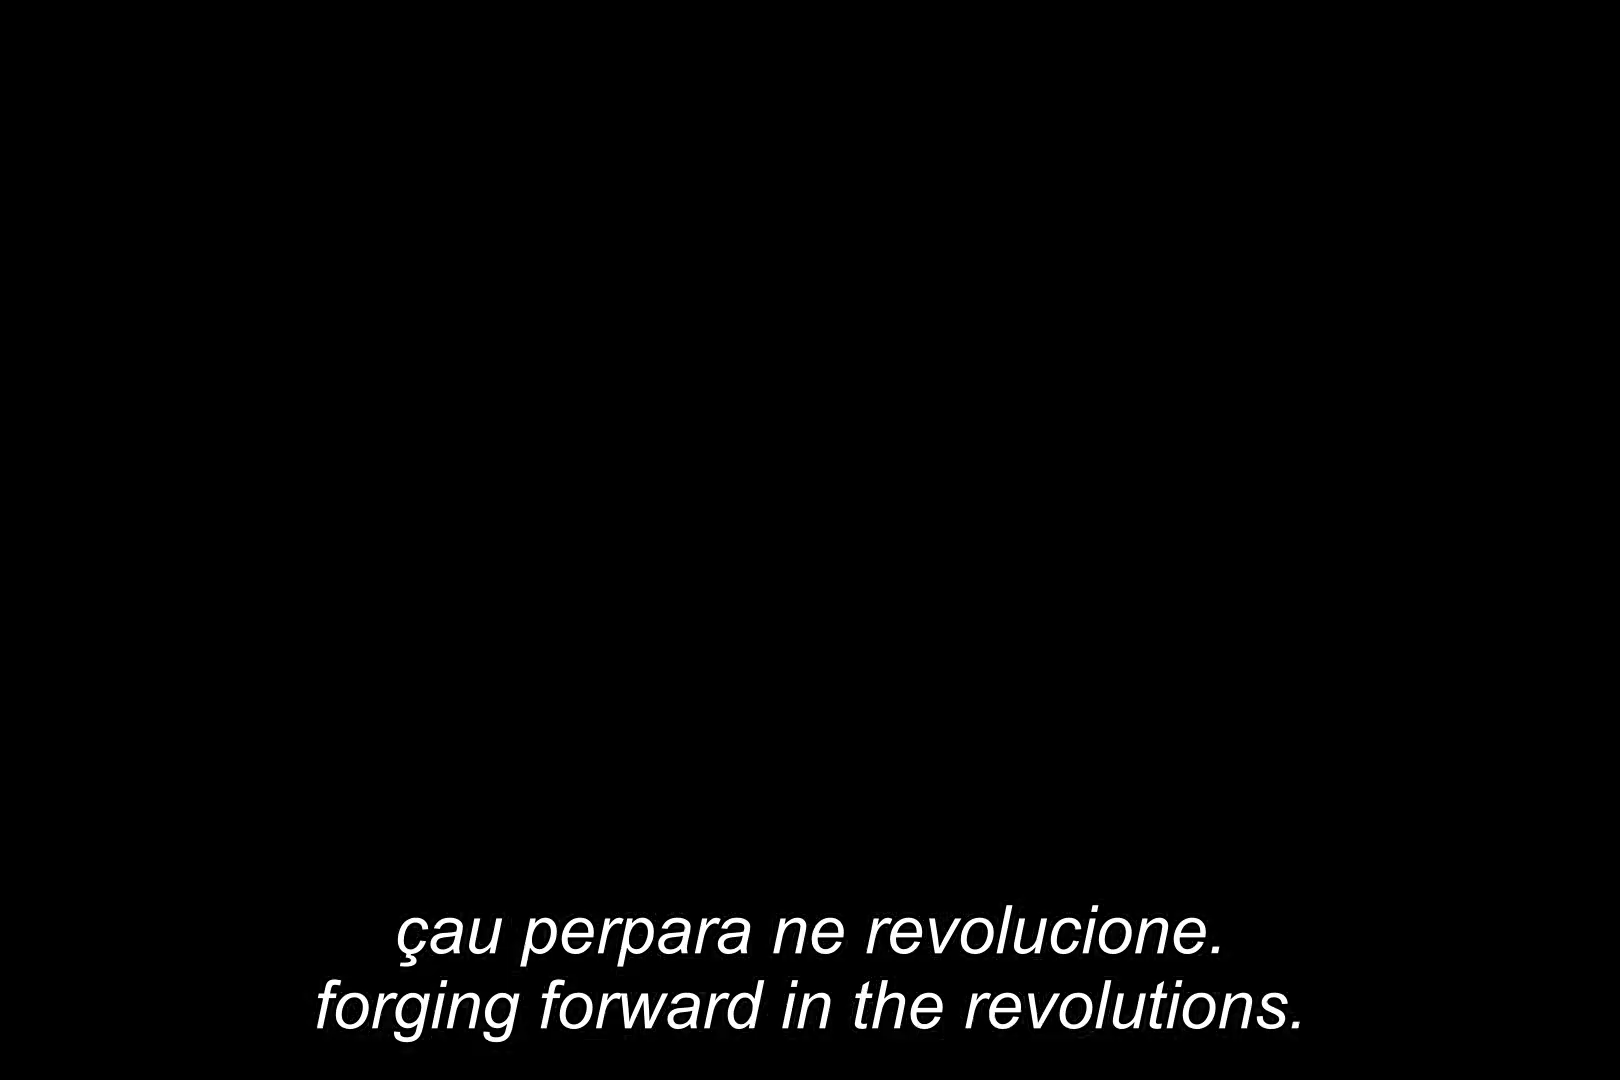 çau perpara ne revolucione.
forging forward in the revolutions.